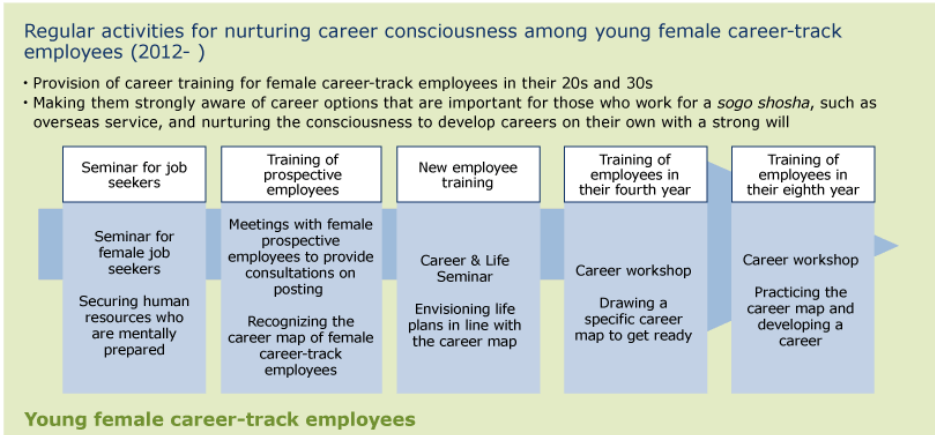 Regular activities for nurturing career consciousness among young female career-track
employees (2012- )
・Provision of career training for female career-track employees in their 20s and 30s
・Making them strongly aware of career options that are important for those who work for a sogo shosha, such as
overseas service, and nurturing the consciousness to develop careers on their own with a strong will
Seminar for job
seekers
Seminar for
female job
seekers
Securing human
resources who
are mentally
prepared
Training of
prospective
employees
Meetings with female
prospective
employees to provide
consultations on
posting
Recognizing the
career map of female
career-track
employees
New employee
training
Career & Life
Seminar
Envisioning life
plans in line with
the career map
Training of
employees in
their fourth year
Career workshop
Drawing a
specific career
map to get ready
Training of
employees in
their eighth year
Career workshop
Practicing the
career map and
developing a
career
Young female career-track employees